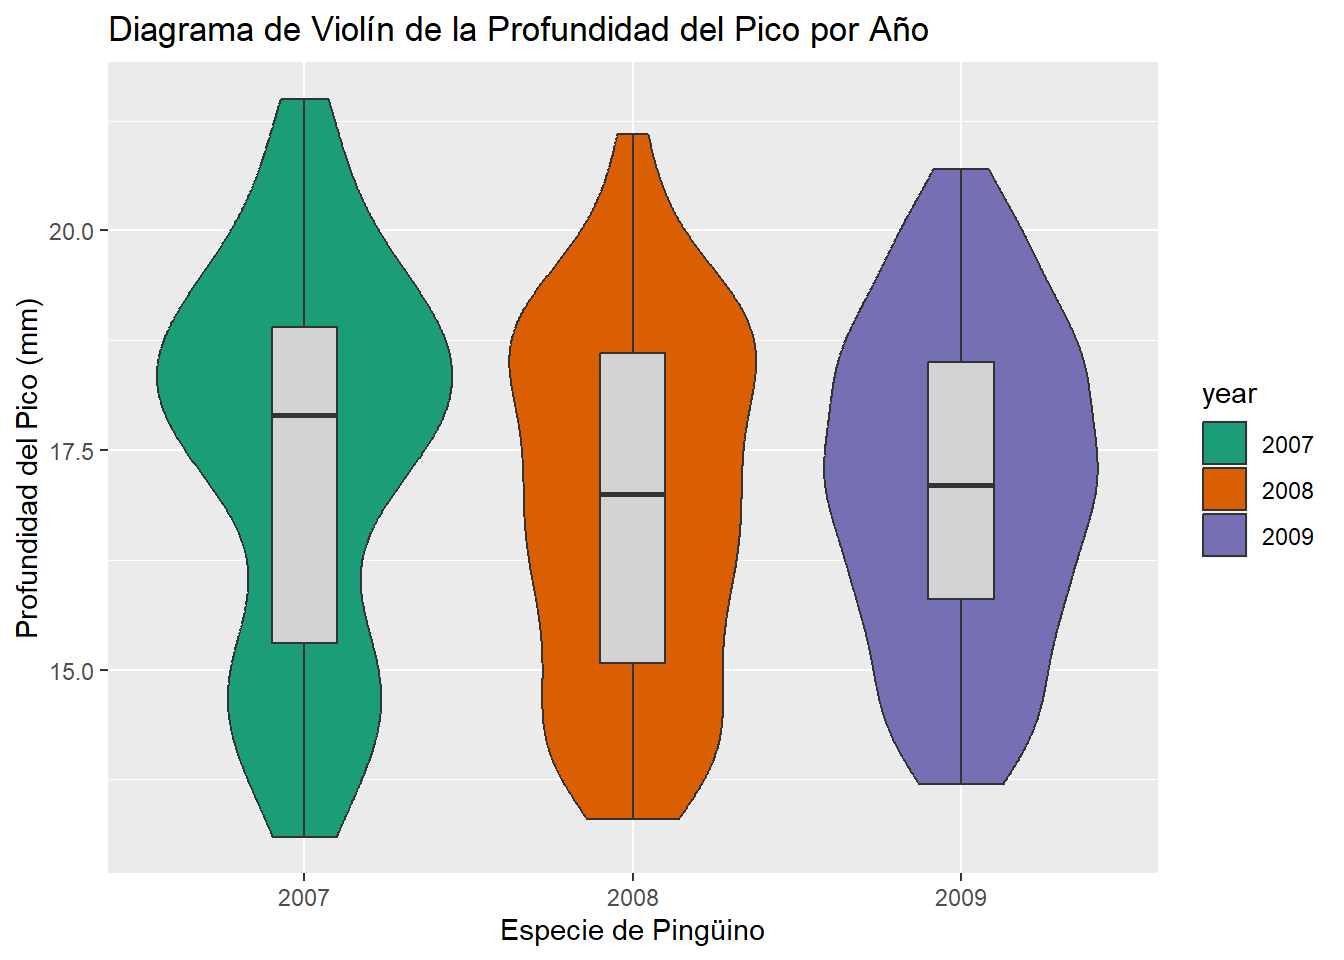 Diagrama de Violín de la Profundidad del Pico por Año
Profundidad del Pico (mm)
20.0
17.5
15.0
2007
2008
2009
Especie de Pingüino
year
2007
2008
2009